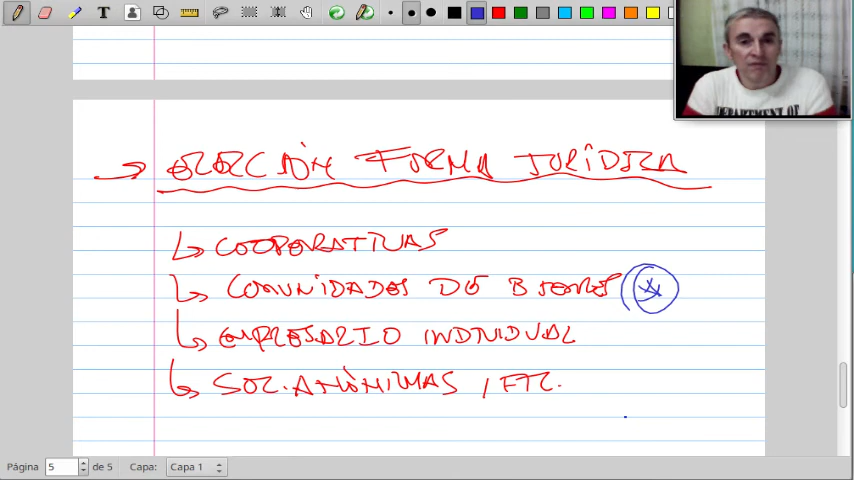 → ELECCIÓN FORMA JURÍDICA
↳ COOPERATIVAS
↳ COMUNIDADES DE BIENES
↳ EMPRESARIO INDIVIDUAL
↳ SOC. ANÓNIMAS, ETC.
Página 5 de 5 Capa: Capa 1